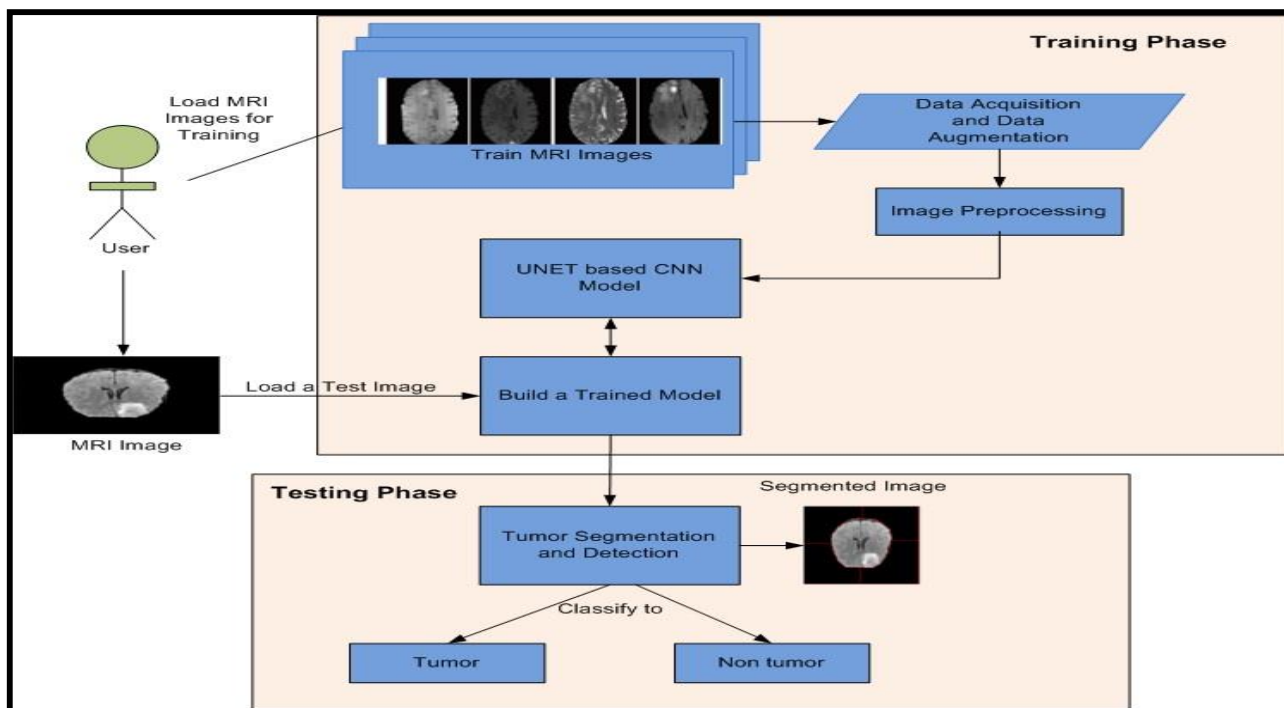 Training Phase
Load MRI
Images for
Training
Train MRI Images
Data Acquisition
and Data
Augmentation
Image Preprocessing
User
UNET based CNN
Model
Load a Test Image
Build a Trained Model
MRI Image
Testing Phase
Segmented Image
Tumor Segmentation
and Detection
Classify to
Tumor
Non tumor